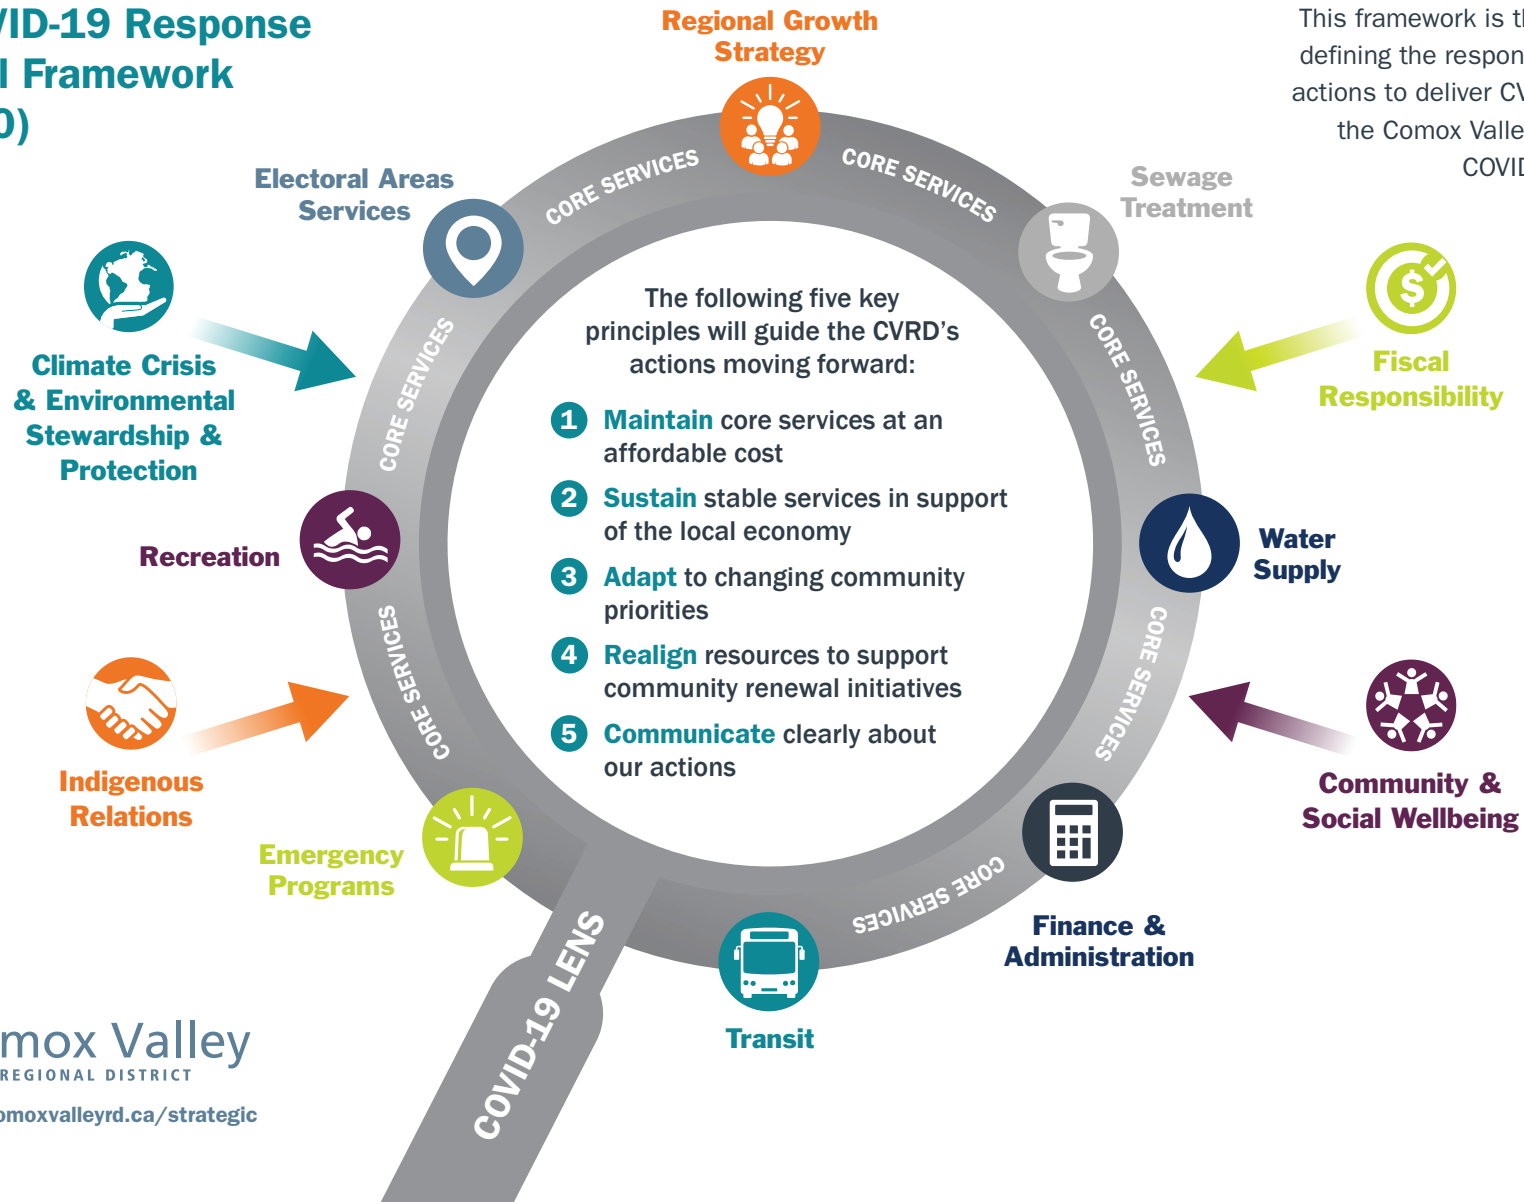 VID-19 Response
l Framework
0)
This framework is th
defining the respon
actions to deliver CV
the Comox Valle
COVID
Regional Growth
Strategy
Electoral Areas
Services
Sewage
Treatment
Climate Crisis
& Environmental
Stewardship &
Protection
Fiscal
Responsibility
Recreation
Water
Supply
Indigenous
Relations
Community &
Social Wellbeing
Emergency
Programs
Finance &
Administration
Transit
CORE SERVICES
CORE SERVICES
CORE SERVICES
CORE SERVICES
CORE SERVICES
CORE SERVICES
CORE SERVICES
The following five key
principles will guide the CVRD's
actions moving forward:
1 Maintain core services at an
affordable cost
2 Sustain stable services in support
of the local economy
3 Adapt to changing community
priorities
4 Realign resources to support
community renewal initiatives
5 Communicate clearly about
our actions
$
COVID-19 LENS
mox Valley
REGIONAL DISTRICT
omoxvalleyrd.ca/strategic